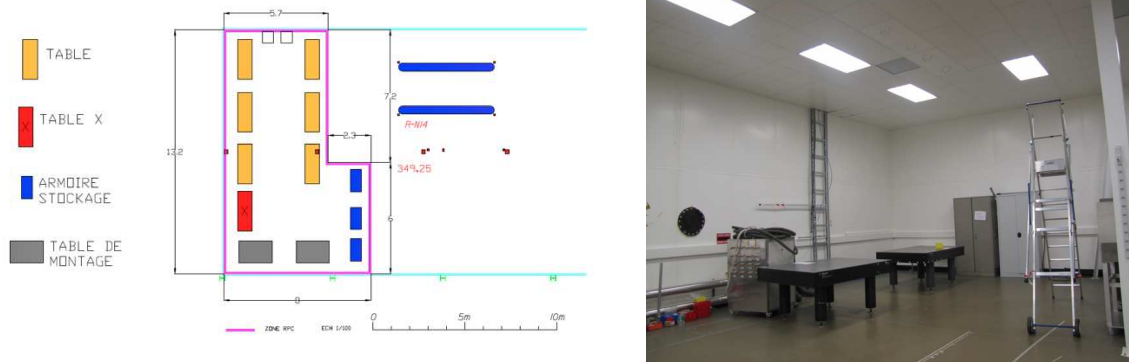 5.7
TABLE
TABLE X
ARMOIRE
STOCKAGE
TABLE DE
MONTAGE
13.2
7.2
2.3
R-N14
349.25
6
X
8
ZONE RPC
ECH 1/100
0
5m
10m